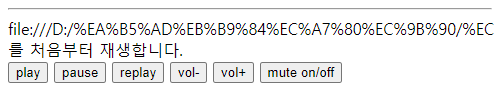 file:///D:/%EA%B5%AD%EB%B9%84%EC%A7%80%EC%9B%90/%EC
를 처음부터 재생합니다.
play pause replay vol- vol+ mute on/off